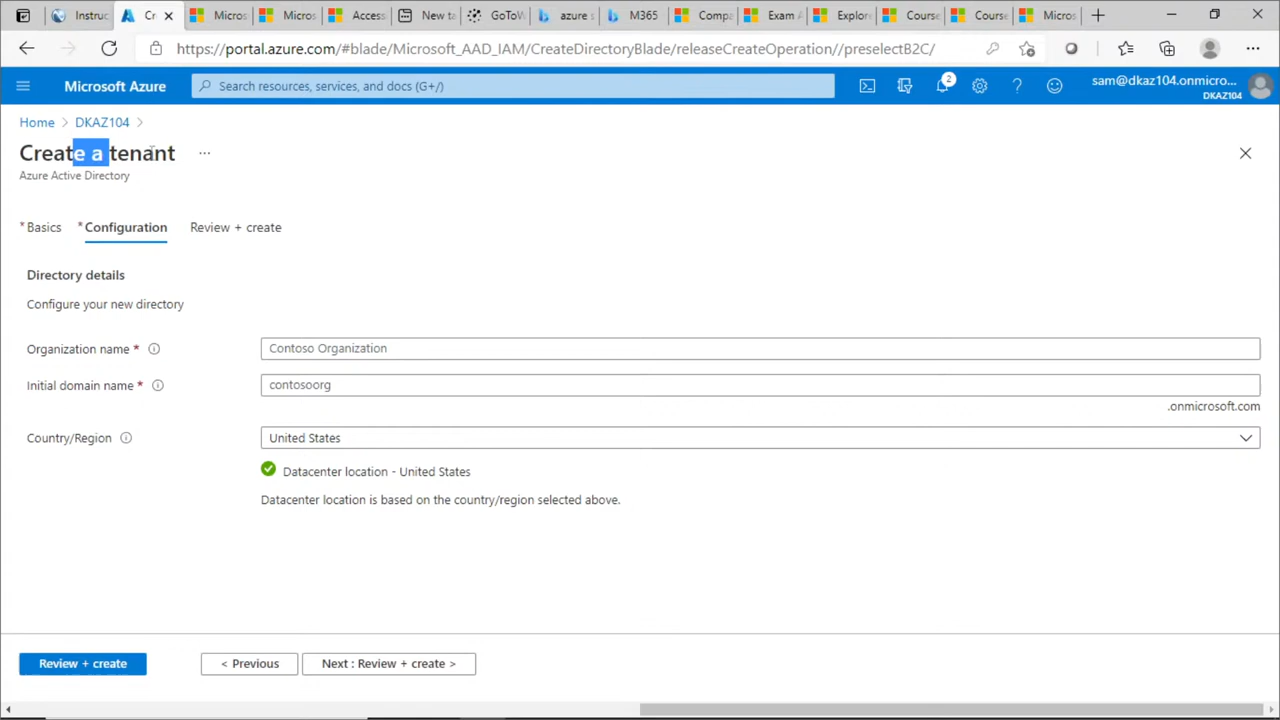 Instruc
Cr
Micros
Micros
Access
New ta
GoToW
azure s
M365
Compa
Exam A
Explor
Course
Course
Micros
https://portal.azure.com/#blade/Microsoft_AAD_IAM/CreateDirectoryBlade/releaseCreateOperation//preselectB2C/
Microsoft Azure
Search resources, services, and docs (G+/)
2
sam@dkaz104.onmicro...
DKAZ104
Home > DKAZ104 >
Create a tenant ...
Azure Active Directory
* Basics * Configuration Review + create
Directory details
Configure your new directory
Organization name *
Contoso Organization
Initial domain name *
contosoorg
.onmicrosoft.com
Country/Region
United States
Datacenter location - United States
Datacenter location is based on the country/region selected above.
Review + create
< Previous
Next : Review + create >